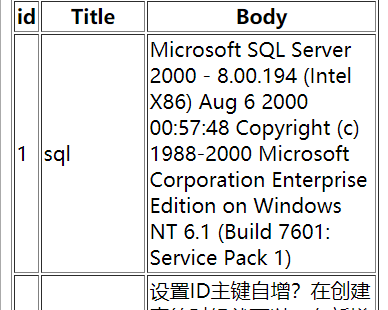 id Title Body
Microsoft SQL Server
2000 - 8.00.194 (Intel
X86) Aug 6 2000
00:57:48 Copyright (c)
1 sql 1988-2000 Microsoft
Corporation Enterprise
Edition on Windows
NT 6.1 (Build 7601:
Service Pack 1)
设置ID主键自增？在创建